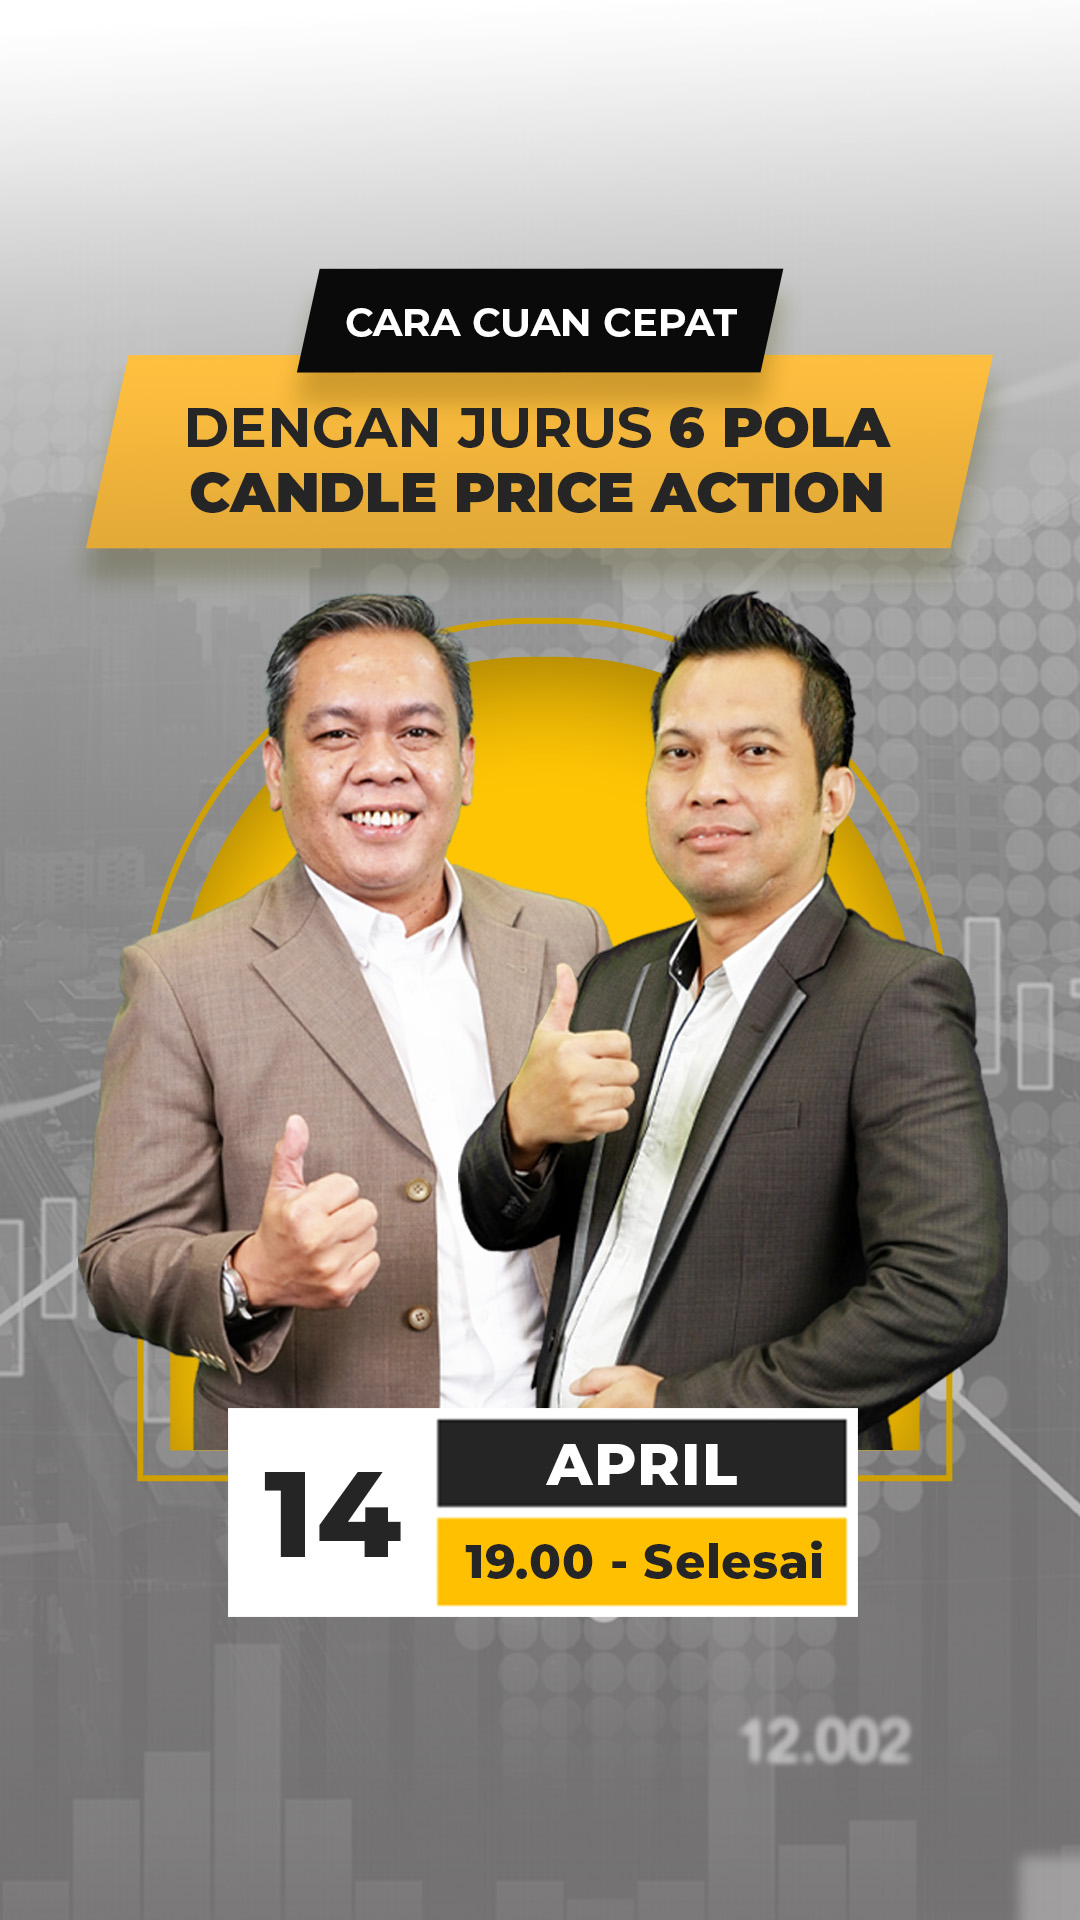 CARA CUAN CEPAT
DENGAN JURUS 6 POLA
CANDLE PRICE ACTION
14
APRIL
19.00 - Selesai
12.002